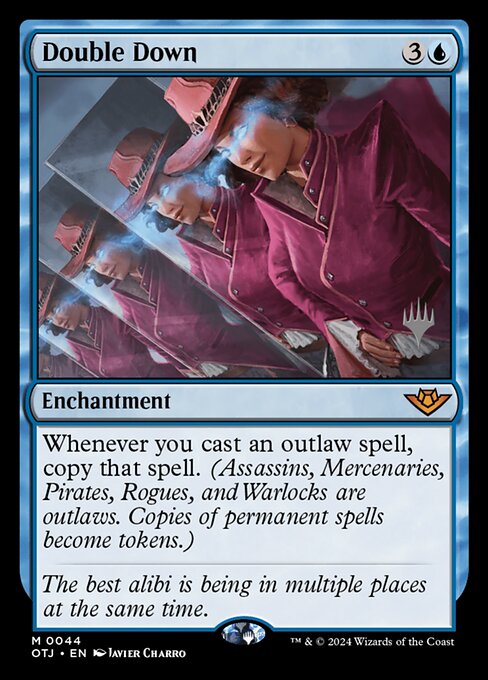 Double Down 3
Enchantment
Whenever you cast an outlaw spell,
copy that spell. (Assassins, Mercenaries,
Pirates, Rogues, and Warlocks are
outlaws. Copies of permanent spells
become tokens.)
The best alibi is being in multiple places
at the same time.
M 0044
OTJ • EN Javier Charro
™ & © 2024 Wizards of the Coast